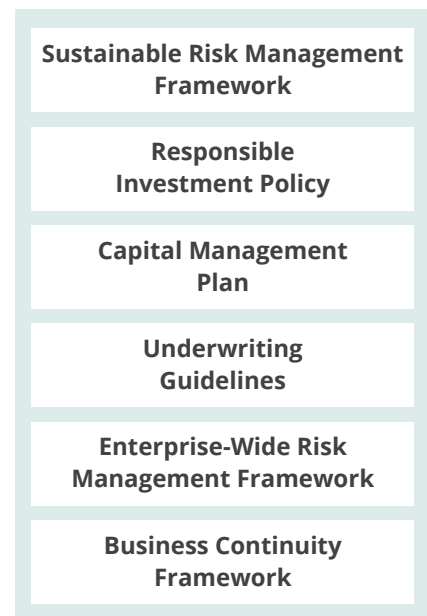 Sustainable Risk Management
Framework
Responsible
Investment Policy
Capital Management
Plan
Underwriting
Guidelines
Enterprise-Wide Risk
Management Framework
Business Continuity
Framework